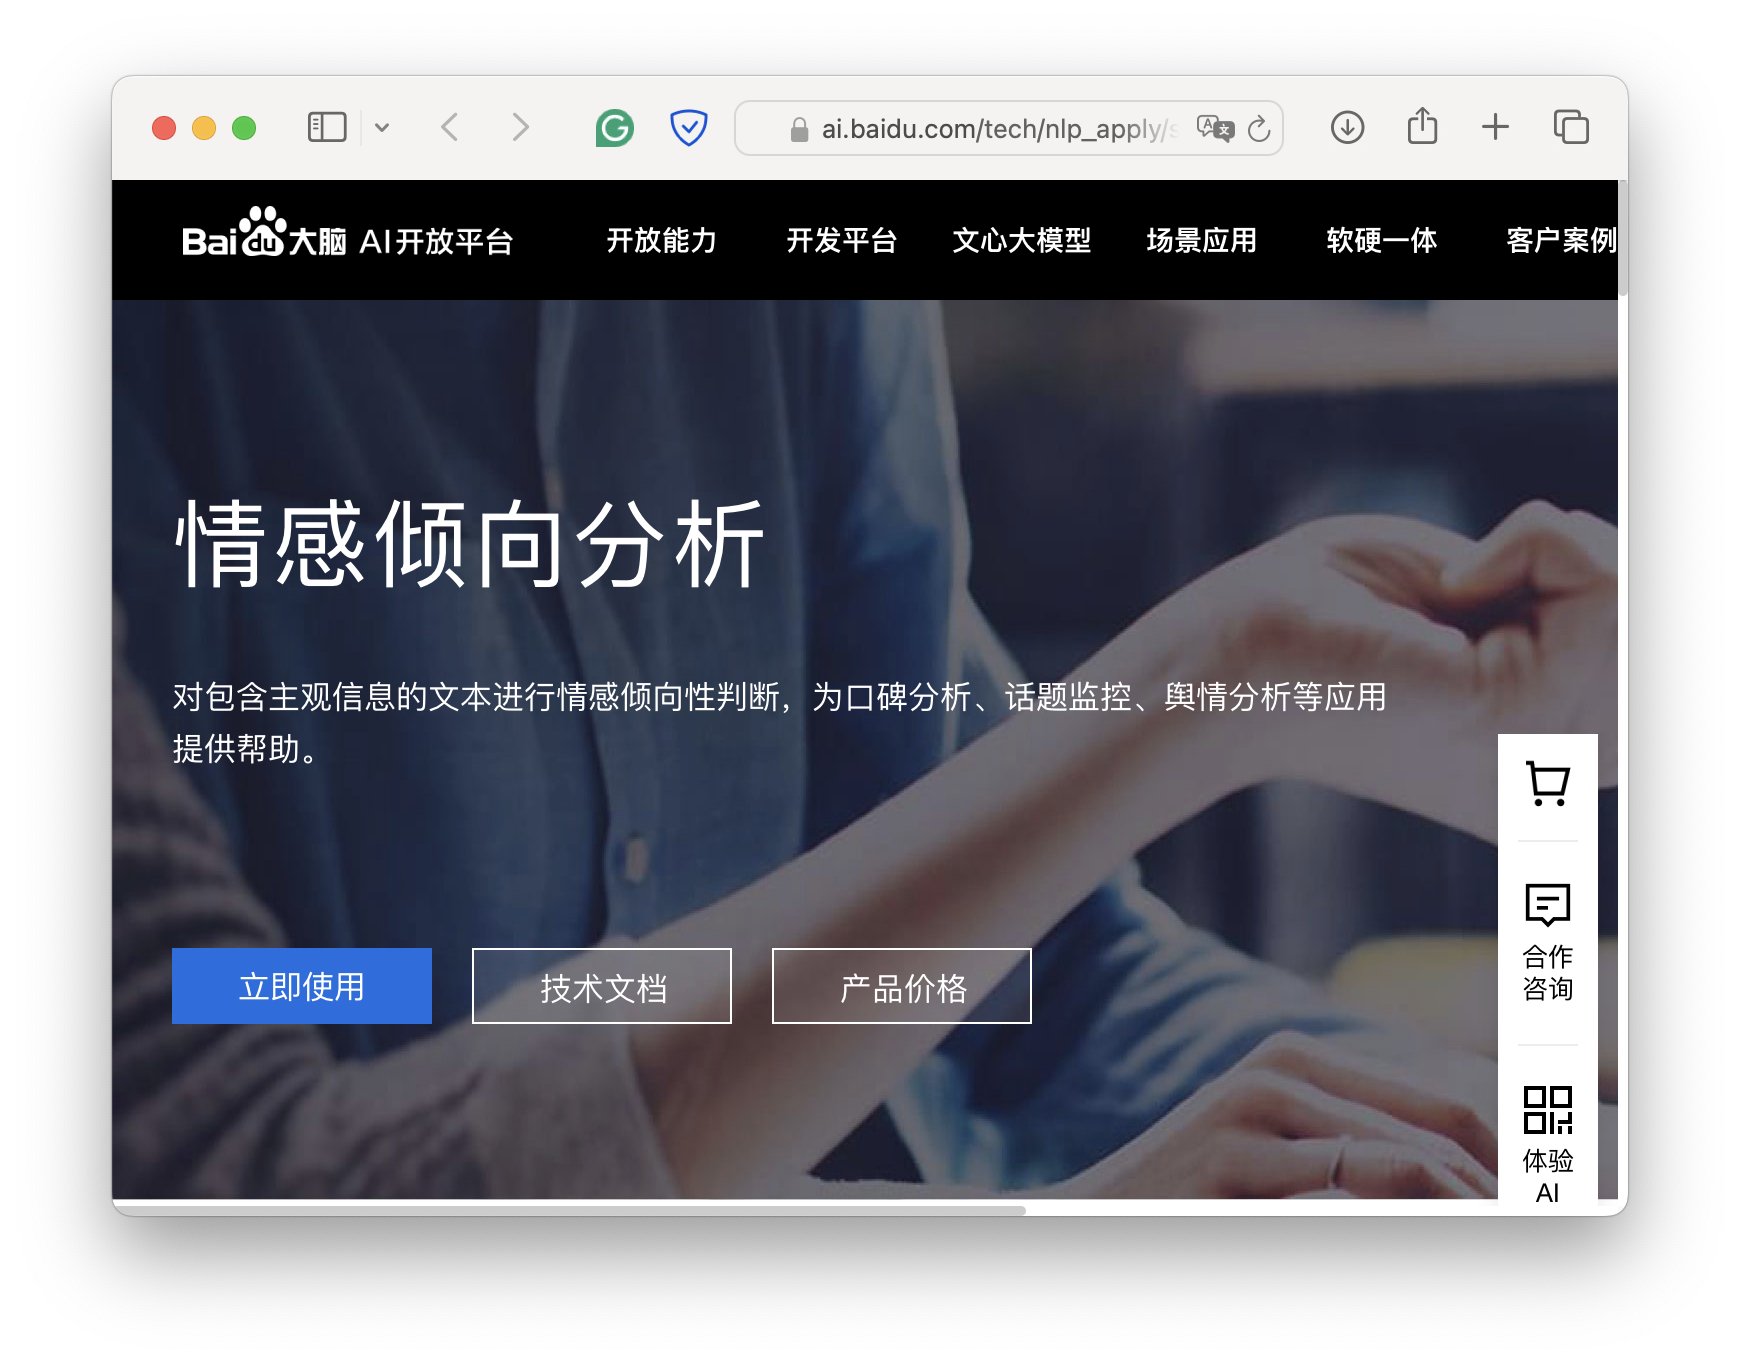 ai.baidu.com/tech/nlp_apply/s
Baidu大脑 AI开放平台 开放能力 开发平台 文心大模型 场景应用 软硬一体 客户案例
情感倾向分析
对包含主观信息的文本进行情感倾向性判断，为口碑分析、话题监控、舆情分析等应用
提供帮助。
立即使用 技术文档 产品价格
合作
咨询
体验
AI